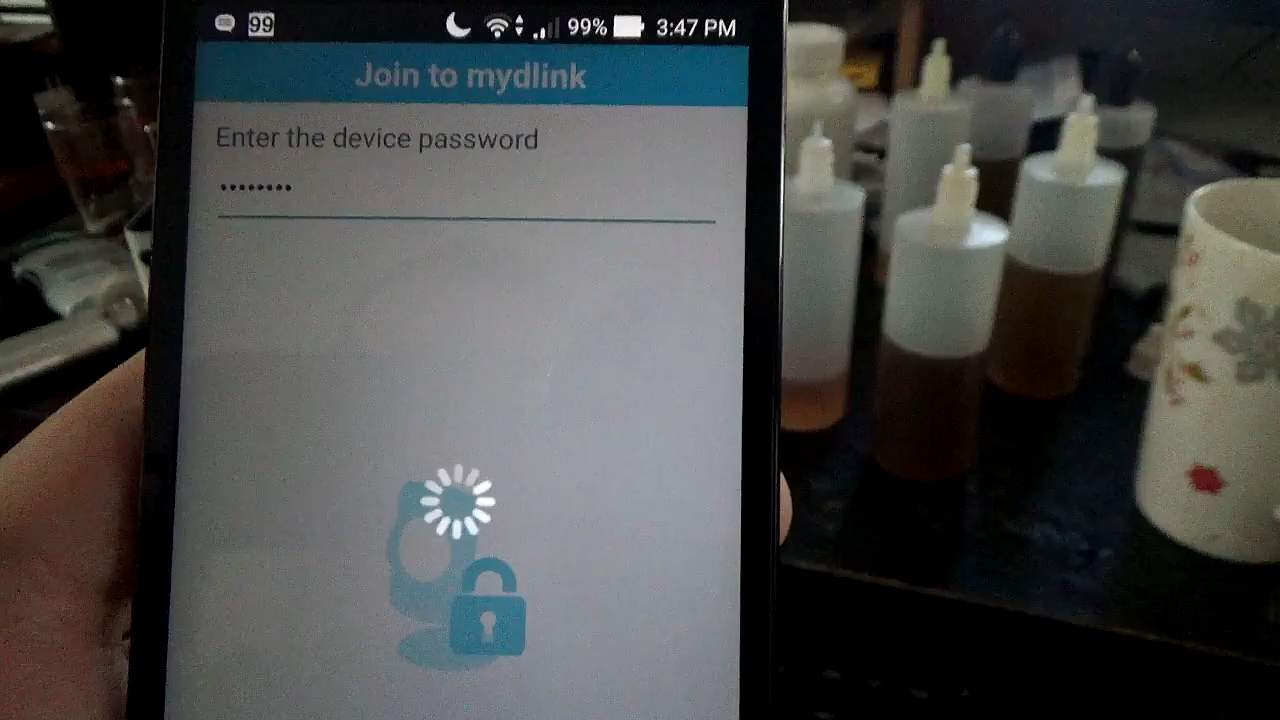 99 99% 3:47 PM
Join to mydlink
Enter the device password
••••••••